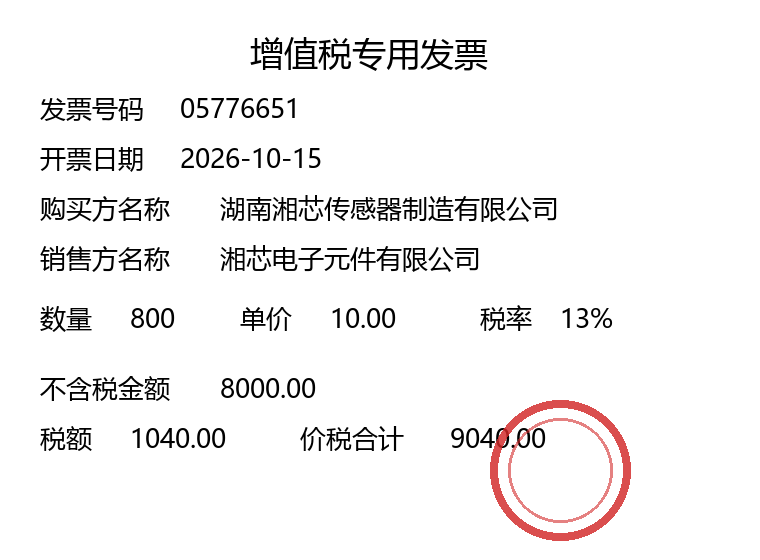 增值税专用发票
发票号码 05776651
开票日期 2026-10-15
购买方名称 湖南湘芯传感器制造有限公司
销售方名称 湘芯电子元件有限公司
数量 800 单价 10.00 税率 13%
不含税金额 8000.00
税额 1040.00 价税合计 9040.00